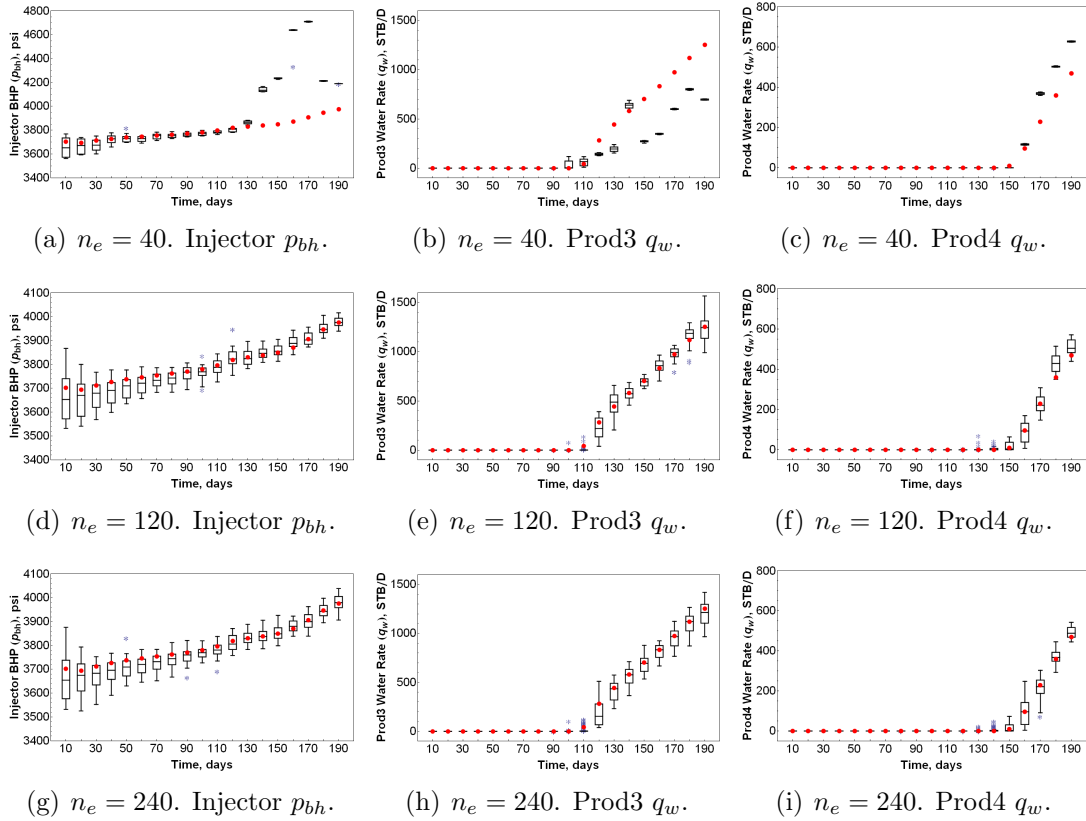 Injector BHP (p_bh), psi
4800
4600
4400
4200
4000
3800
3600
3400
10 30 50 70 90 110 130 150 170 190
Time, days
(a) n_e = 40. Injector p_bh.
Prod3 Water Rate (q_w), STB/D
1500
1000
500
0
10 30 50 70 90 110 130 150 170 190
Time, days
(b) n_e = 40. Prod3 q_w.
Prod4 Water Rate (q_w), STB/D
800
600
400
200
0
10 30 50 70 90 110 130 150 170 190
Time, days
(c) n_e = 40. Prod4 q_w.
Injector BHP (p_bh), psi
4100
4000
3900
3800
3700
3600
3500
3400
10 30 50 70 90 110 130 150 170 190
Time, days
(d) n_e = 120. Injector p_bh.
Prod3 Water Rate (q_w), STB/D
1500
1000
500
0
10 30 50 70 90 110 130 150 170 190
Time, days
(e) n_e = 120. Prod3 q_w.
Prod4 Water Rate (q_w), STB/D
800
600
400
200
0
10 30 50 70 90 110 130 150 170 190
Time, days
(f) n_e = 120. Prod4 q_w.
Injector BHP (p_bh), psi
4100
4000
3900
3800
3700
3600
3500
3400
10 30 50 70 90 110 130 150 170 190
Time, days
(g) n_e = 240. Injector p_bh.
Prod3 Water Rate (q_w), STB/D
1500
1000
500
0
10 30 50 70 90 110 130 150 170 190
Time, days
(h) n_e = 240. Prod3 q_w.
Prod4 Water Rate (q_w), STB/D
800
600
400
200
0
10 30 50 70 90 110 130 150 170 190
Time, days
(i) n_e = 240. Prod4 q_w.